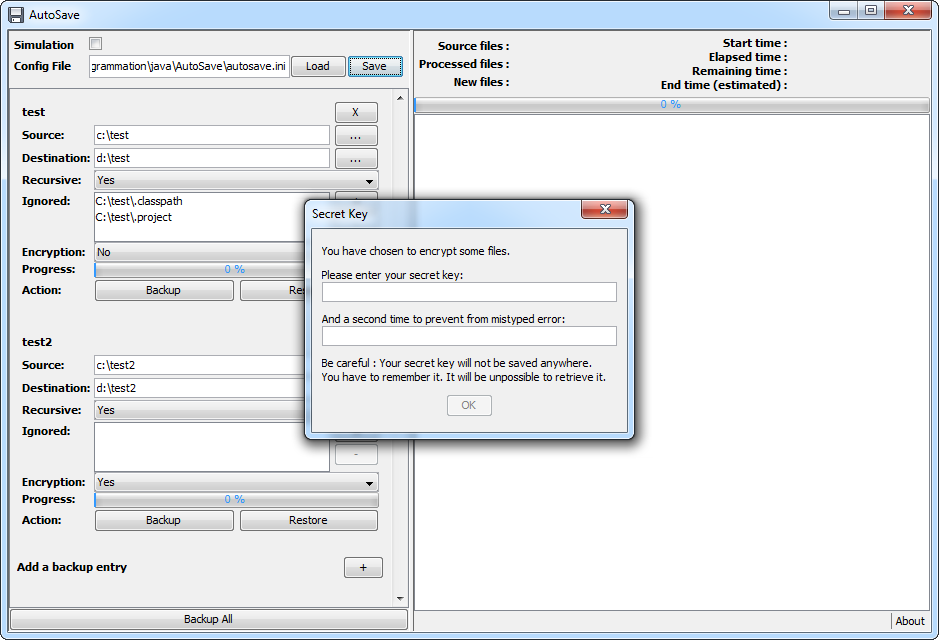 AutoSave
Simulation
Config File grammation\java\AutoSave\autosave.ini Load Save
test X
Source: c:\test ...
Destination: d:\test ...
Recursive: Yes
Ignored: C:\test\.classpath
C:\test\.project
Encryption: No
Progress: 0 %
Action: Backup Res
test2
Source: c:\test2
Destination: d:\test2
Recursive: Yes
Ignored:
-
Encryption: Yes
Progress: 0 %
Action: Backup Restore
Add a backup entry +
Backup All
Source files :
Processed files :
New files :
Start time :
Elapsed time :
Remaining time :
End time (estimated) :
0 %
Secret Key
You have chosen to encrypt some files.
Please enter your secret key:
And a second time to prevent from mistyped error:
Be careful : Your secret key will not be saved anywhere.
You have to remember it. It will be unpossible to retrieve it.
OK
About